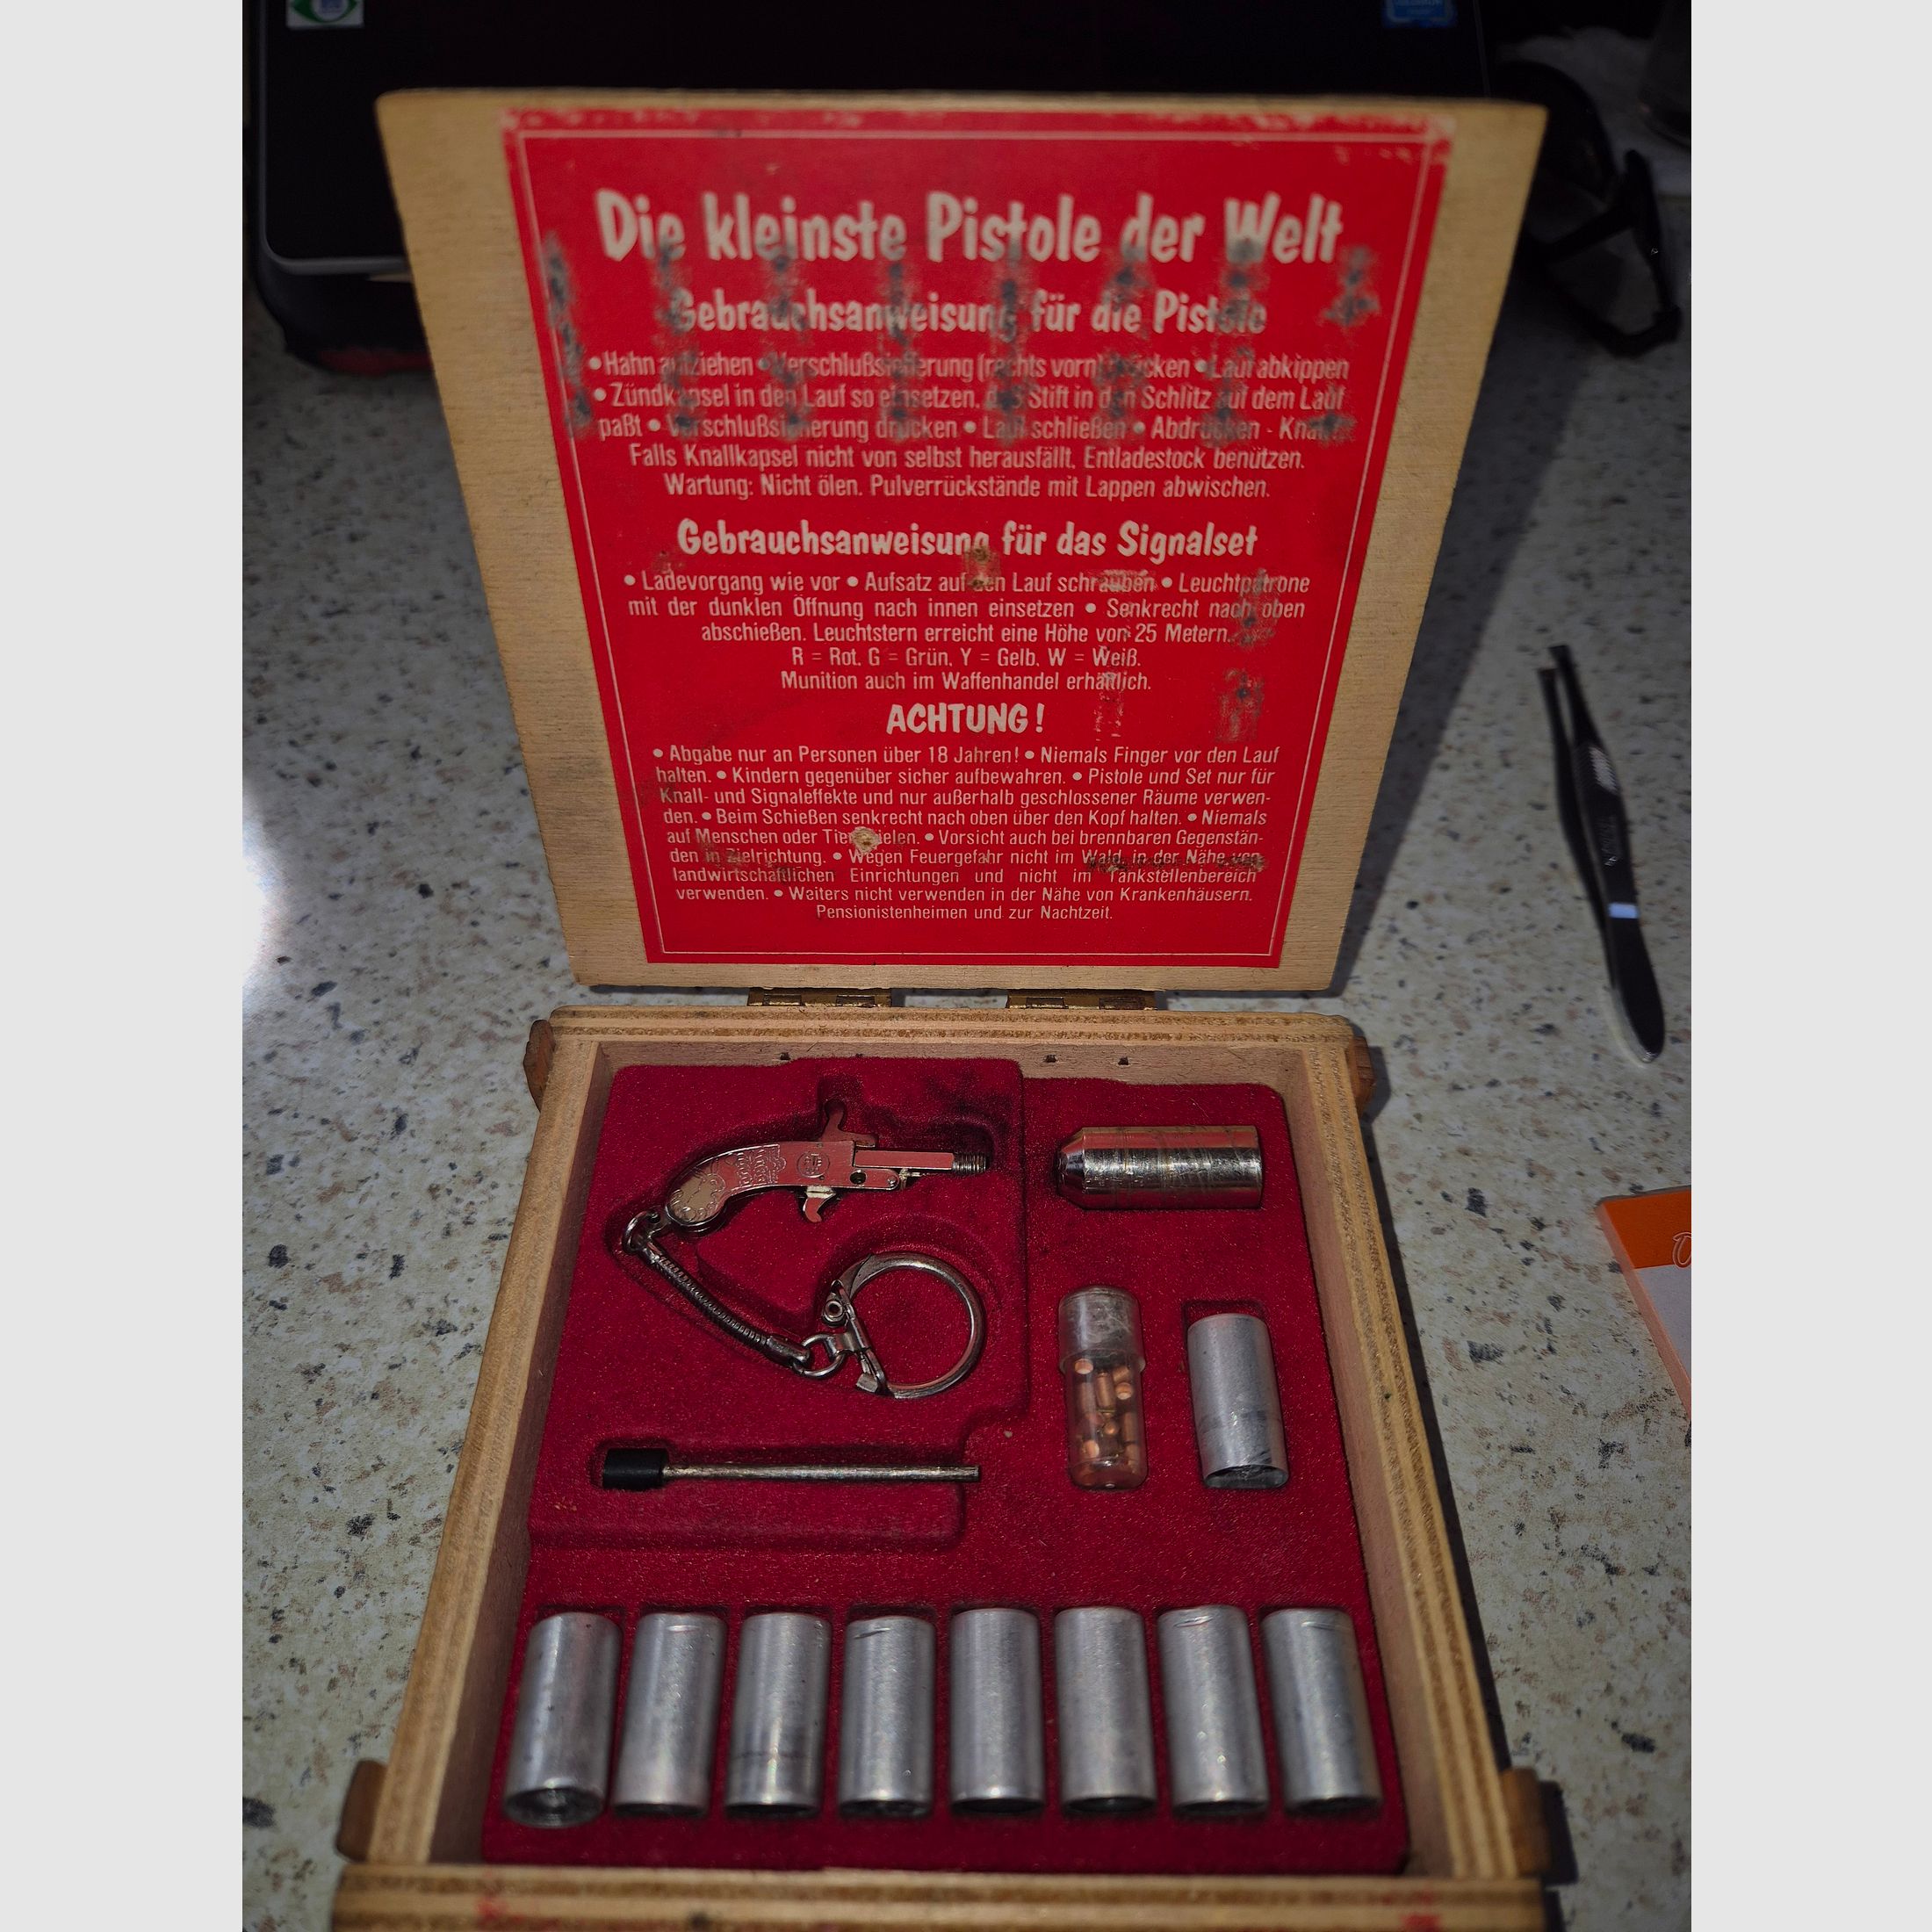 Die kleinste Pistole der Welt
Gebrauchsanweisung für die Pistole
• Hahn aufziehen • Verschlußsicherung (rechts vorn) drücken • Lauf abkippen
• Zündkapsel in den Lauf so einsetzen, daß Stift in den Schlitz auf dem Lauf
paßt • Verschlußsicherung drücken • Lauf schließen • Abdrücken -
Falls Knallkapsel nicht von selbst herausfällt, Entladestock benützen.
Wartung: Nicht ölen. Pulverrückstände mit Lappen abwischen.
Gebrauchsanweisung für das Signalset
• Ladevorgang wie vor • Aufsatz auf den Lauf schrauben • Leuchtpatrone
mit der dunklen Öffnung nach innen einsetzen • Senkrecht nach oben
abschießen. Leuchtstern erreicht eine Höhe von 25 Metern.
R = Rot, G = Grün, Y = Gelb, W = Weiß.
Munition auch im Waffenhandel erhältlich.
ACHTUNG!
• Abgabe nur an Personen über 18 Jahren! • Niemals Finger vor den Lauf
halten. • Kindern gegenüber sicher aufbewahren. • Pistole und Set nur für
Knall- und Signaleffekte und nur außerhalb geschlossener Räume verwen-
den. • Beim Schießen senkrecht nach oben über den Kopf halten. • Niemals
auf Menschen oder Tiere zielen. • Vorsicht auch bei brennbaren Gegenstän-
den in Zielrichtung. • Wegen Feuergefahr nicht im Wald, in der Nähe von
landwirtschaftlichen Einrichtungen und nicht im Tankstellenbereich
verwenden. • Weiters nicht verwenden in der Nähe von Krankenhäusern.
Pensionistenheimen und zur Nachtzeit.